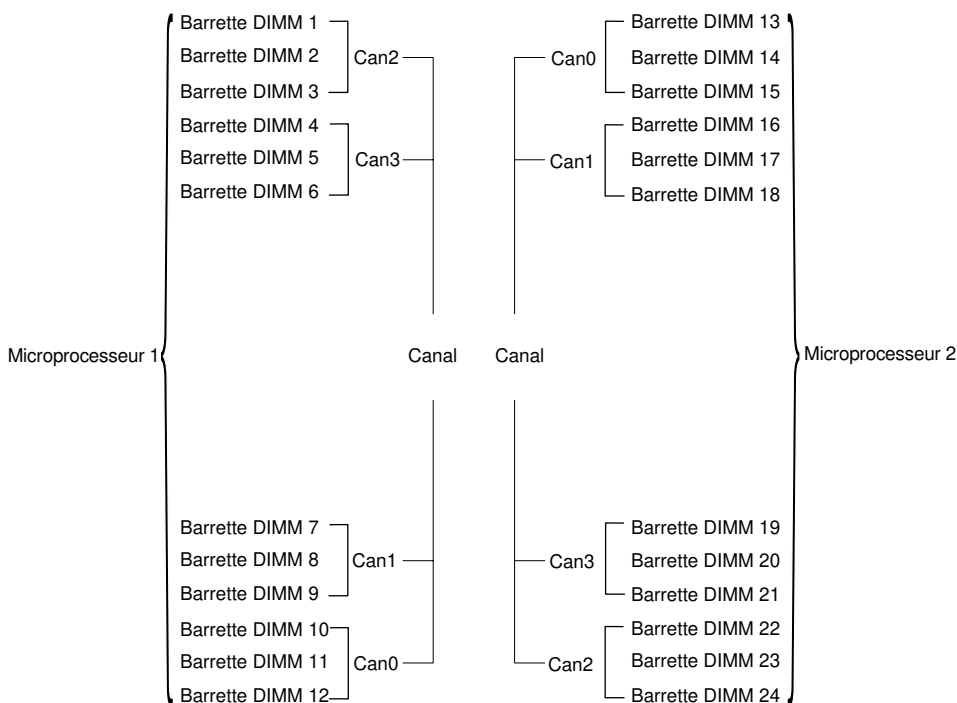 Barrette DIMM 1
Barrette DIMM 2
Can2
Barrette DIMM 3
Barrette DIMM 4
Barrette DIMM 5
Can3
Barrette DIMM 6
Microprocesseur 1
Canal
Barrette DIMM 7
Barrette DIMM 8
Can1
Barrette DIMM 9
Barrette DIMM 10
Barrette DIMM 11
Can0
Barrette DIMM 12
Barrette DIMM 13
Can0
Barrette DIMM 14
Barrette DIMM 15
Barrette DIMM 16
Can1
Barrette DIMM 17
Barrette DIMM 18
Canal
Microprocesseur 2
Barrette DIMM 19
Can3
Barrette DIMM 20
Barrette DIMM 21
Barrette DIMM 22
Can2
Barrette DIMM 23
Barrette DIMM 24